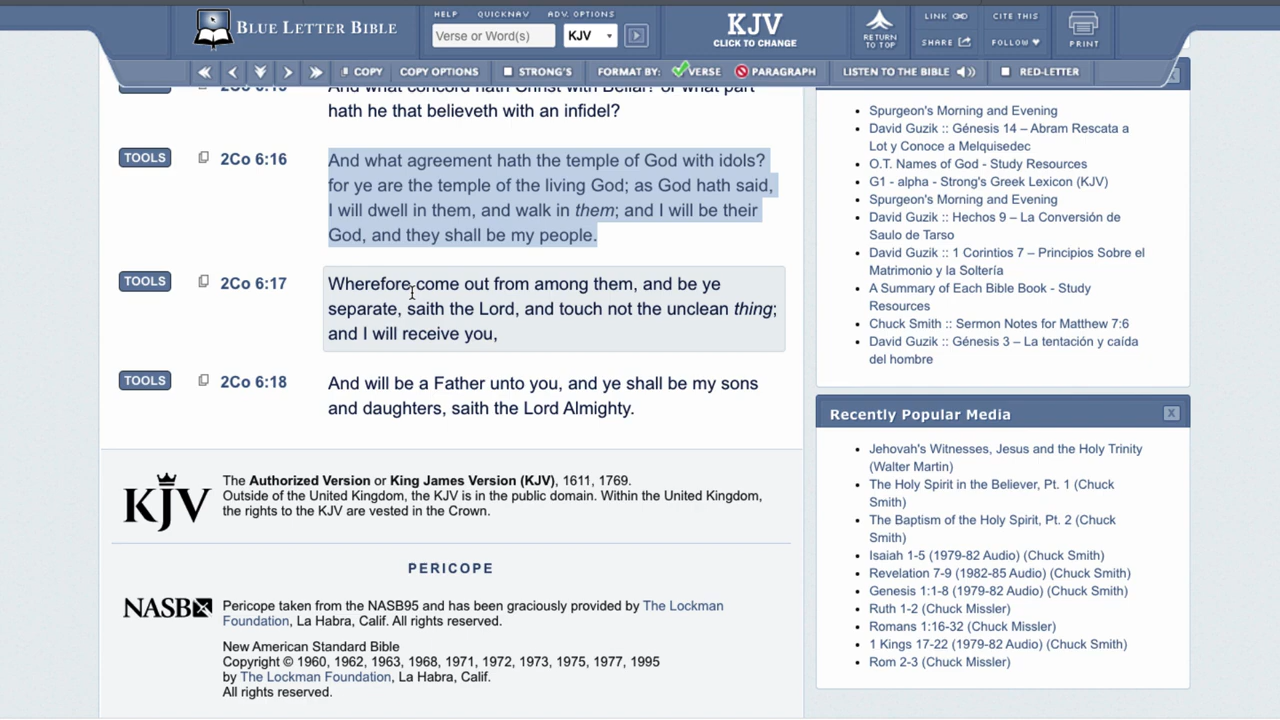 BLUE LETTER BIBLE
HELP QUICKNAV ADV. OPTIONS
Verse or Word(s) KJV
KJV
CLICK TO CHANGE
RETURN
TO TOP
LINK CITE THIS
SHARE FOLLOW
PRINT
COPY COPY OPTIONS STRONG'S FORMAT BY: VERSE PARAGRAPH LISTEN TO THE BIBLE RED-LETTER
2Co 6:15 And what concord hath Christ with Belial? or what part
hath he that believeth with an infidel?
TOOLS 2Co 6:16 And what agreement hath the temple of God with idols?
for ye are the temple of the living God; as God hath said,
I will dwell in them, and walk in them; and I will be their
God, and they shall be my people.
TOOLS 2Co 6:17 Wherefore come out from among them, and be ye
separate, saith the Lord, and touch not the unclean thing;
and I will receive you,
TOOLS 2Co 6:18 And will be a Father unto you, and ye shall be my sons
and daughters, saith the Lord Almighty.
KJV
The Authorized Version or King James Version (KJV), 1611, 1769.
Outside of the United Kingdom, the KJV is in the public domain. Within the United Kingdom,
the rights to the KJV are vested in the Crown.
PERICOPE
NASB
Pericope taken from the NASB95 and has been graciously provided by The Lockman
Foundation, La Habra, Calif. All rights reserved.
New American Standard Bible
Copyright © 1960, 1962, 1963, 1968, 1971, 1972, 1973, 1975, 1977, 1995
by The Lockman Foundation, La Habra, Calif.
All rights reserved.
X
• Spurgeon's Morning and Evening
• David Guzik :: Génesis 14 – Abram Rescata a
Lot y Conoce a Melquisedec
• O.T. Names of God - Study Resources
• G1 - alpha - Strong's Greek Lexicon (KJV)
• Spurgeon's Morning and Evening
• David Guzik :: Hechos 9 – La Conversión de
Saulo de Tarso
• David Guzik :: 1 Corintios 7 – Principios Sobre el
Matrimonio y la Soltería
• A Summary of Each Bible Book - Study
Resources
• Chuck Smith :: Sermon Notes for Matthew 7:6
• David Guzik :: Génesis 3 – La tentación y caída
del hombre
Recently Popular Media X
• Jehovah's Witnesses, Jesus and the Holy Trinity
(Walter Martin)
• The Holy Spirit in the Believer, Pt. 1 (Chuck
Smith)
• The Baptism of the Holy Spirit, Pt. 2 (Chuck
Smith)
• Isaiah 1-5 (1979-82 Audio) (Chuck Smith)
• Revelation 7-9 (1982-85 Audio) (Chuck Smith)
• Genesis 1:1-8 (1979-82 Audio) (Chuck Smith)
• Ruth 1-2 (Chuck Missler)
• Romans 1:16-32 (Chuck Missler)
• 1 Kings 17-22 (1979-82 Audio) (Chuck Smith)
• Rom 2-3 (Chuck Missler)